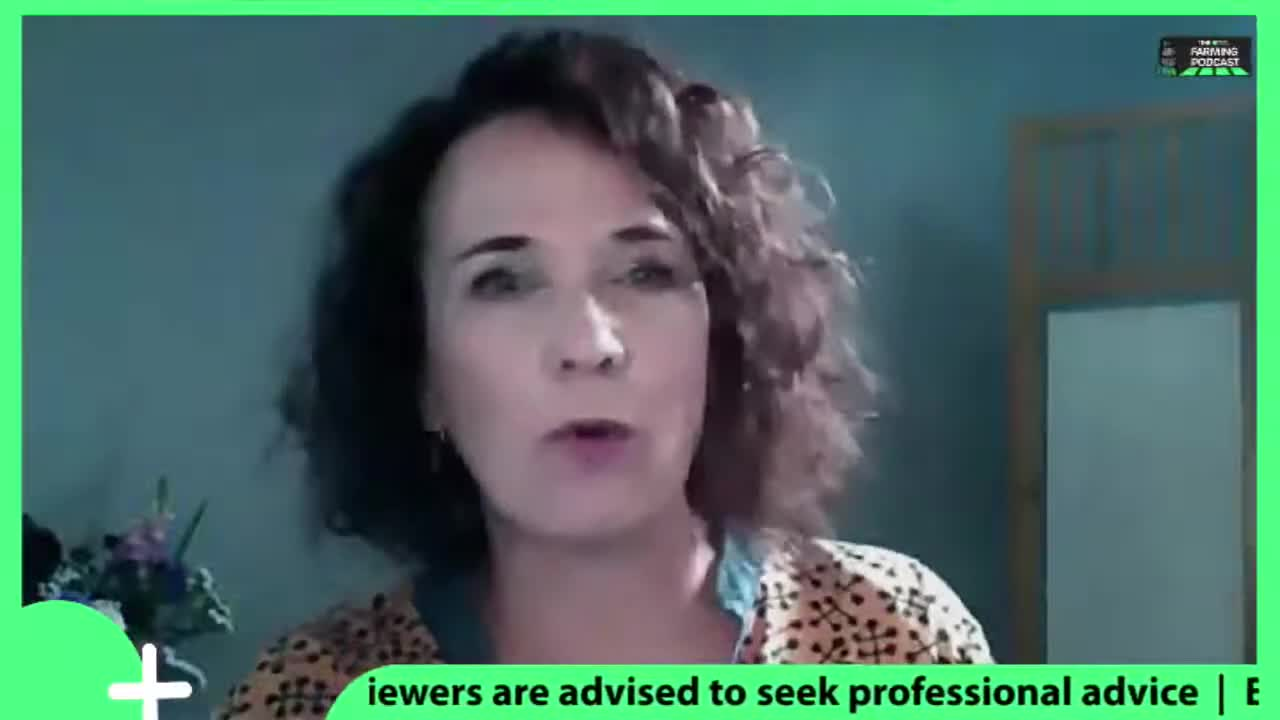 FARMING
PODCAST
iewers are advised to seek professional advice | E